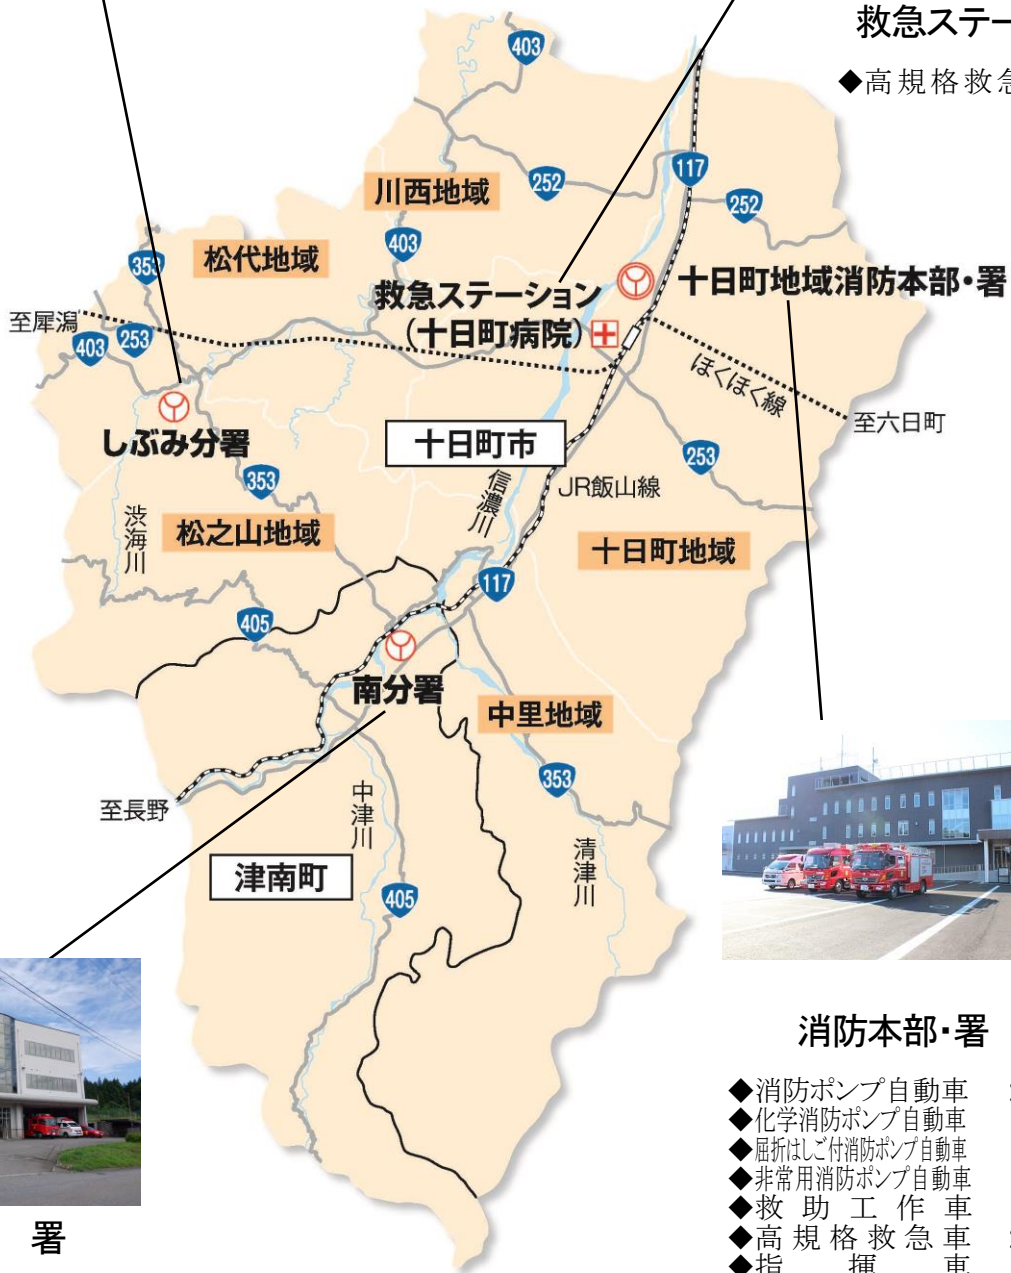 救急ステー
◆高規格救急
403
117
252
252
川西地域
403
353
松代地域
救急ステーション
(十日町病院)
十日町地域消防本部・署
至犀潟
403
253
ほくほく線
至六日町
しぶみ分署
十日町市
253
353
信濃川
JR飯山線
渋海川
松之山地域
十日町地域
117
405
南分署
中里地域
353
至長野
中津川
清津川
津南町
405
署
消防本部・署
◆消防ポンプ自動車
◆化学消防ポンプ自動車
◆屈折はしご付消防ポンプ自動車
◆非常用消防ポンプ自動車
◆救助工作車
◆高規格救急車
◆指揮車